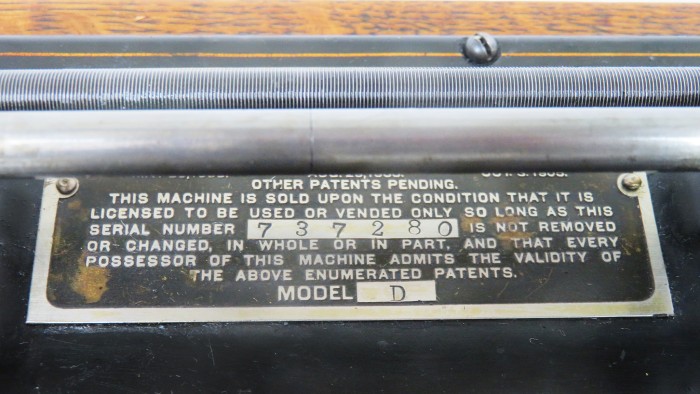 OTHER PATENTS PENDING.
THIS MACHINE IS SOLD UPON THE CONDITION THAT IT IS
LICENSED TO BE USED OR VENDED ONLY SO LONG AS THIS
SERIAL NUMBER 737280 IS NOT REMOVED
OR CHANGED, IN WHOLE OR IN PART, AND THAT EVERY
POSSESSOR OF THIS MACHINE ADMITS THE VALIDITY OF
THE ABOVE ENUMERATED PATENTS.
MODEL D